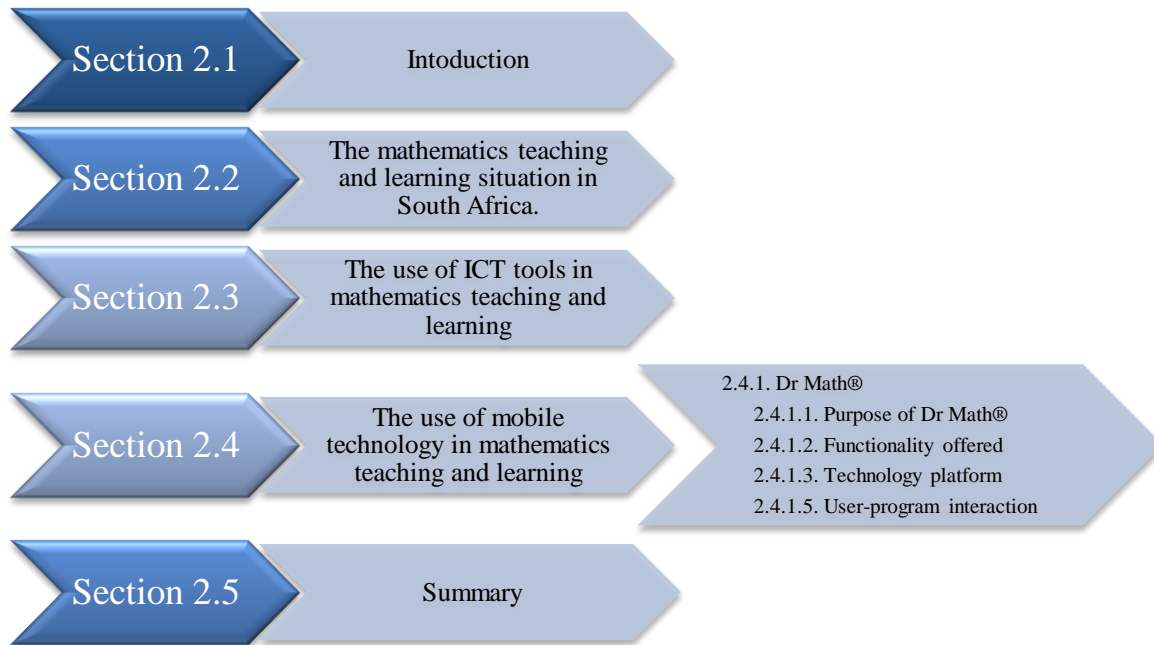 Section 2.1
Intoduction
Section 2.2
The mathematics teaching
and learning situation in
South Africa.
Section 2.3
The use of ICT tools in
mathematics teaching and
learning
Section 2.4
The use of mobile
technology in mathematics
teaching and learning
2.4.1. Dr Math®
2.4.1.1. Purpose of Dr Math®
2.4.1.2. Functionality offered
2.4.1.3. Technology platform
2.4.1.5. User-program interaction
Section 2.5
Summary